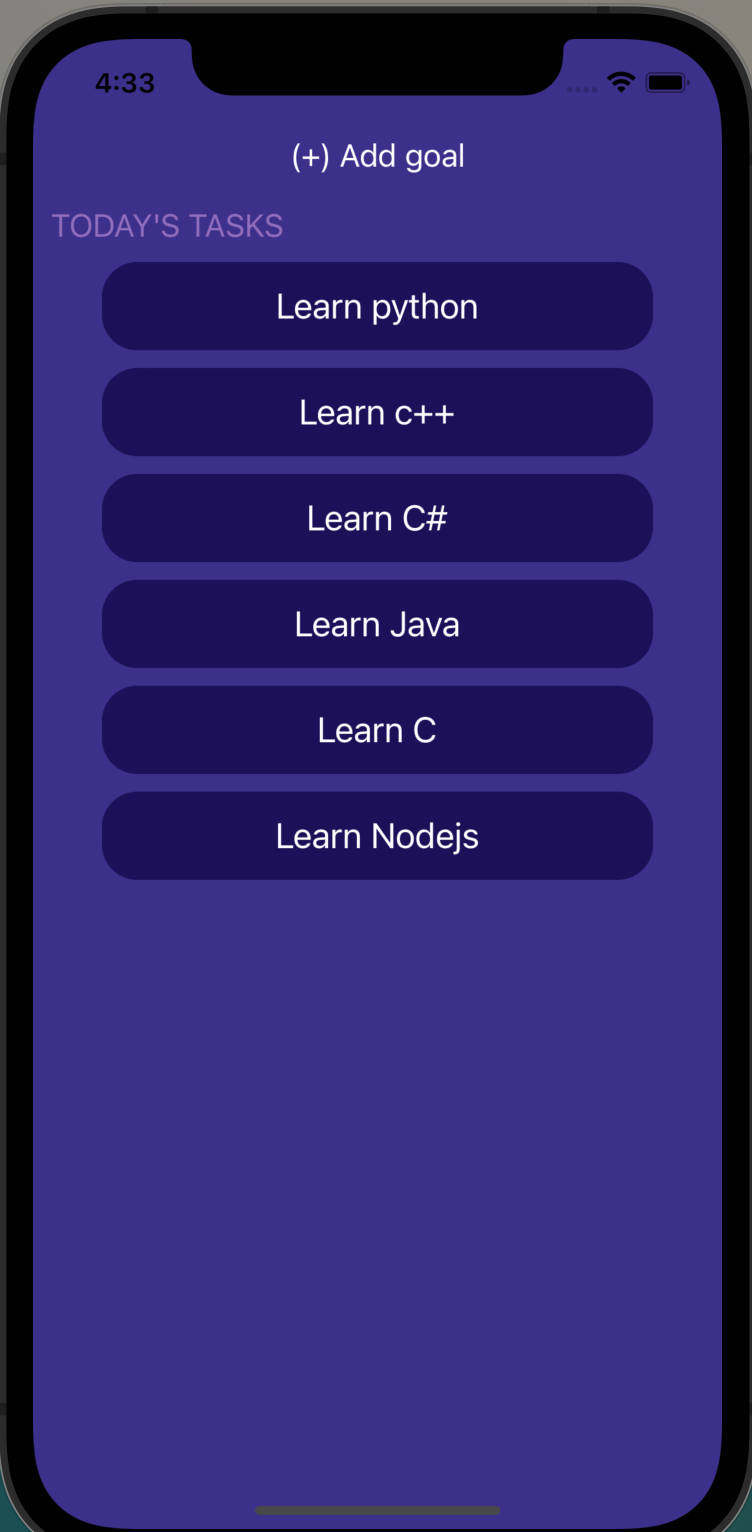 4:33
(+) Add goal
TODAY'S TASKS
Learn python
Learn c++
Learn C#
Learn Java
Learn C
Learn Nodejs